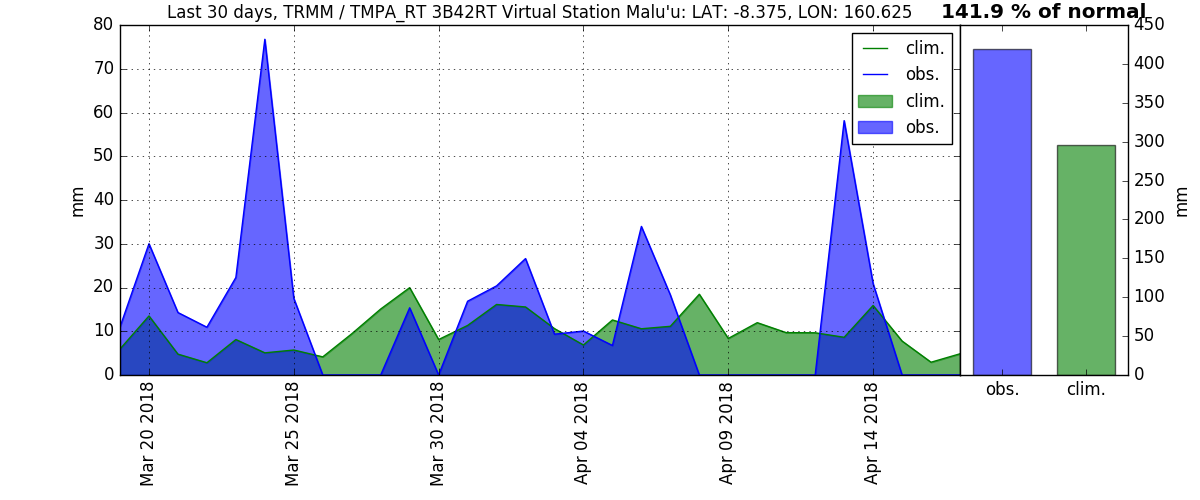 Last 30 days, TRMM / TMPA_RT 3B42RT Virtual Station Malu'u: LAT: -8.375, LON: 160.625
141.9 % of normal
80
70
60
50
40
30
20
10
0
mm
clim.
obs.
clim.
obs.
Mar 20 2018
Mar 25 2018
Mar 30 2018
Apr 04 2018
Apr 09 2018
Apr 14 2018
450
400
350
300
250
200
150
100
50
0
mm
obs.
clim.